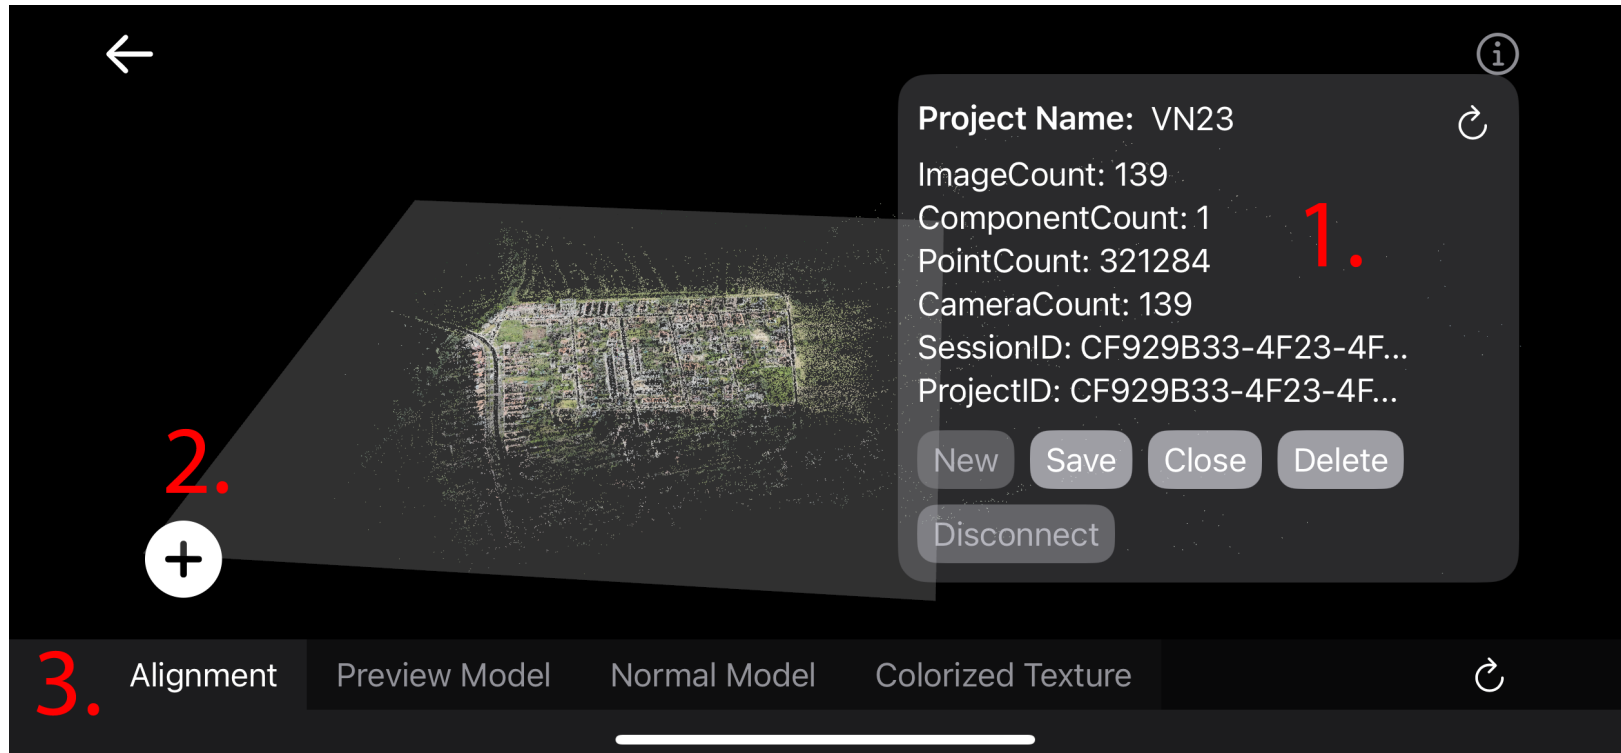 Project Name: VN23
ImageCount: 139
ComponentCount: 1
1.
PointCount: 321284
CameraCount: 139
SessionID: CF929B33-4F23-4F...
ProjectID: CF929B33-4F23-4F...
2.
New Save Close Delete
Disconnect
3.
Alignment Preview Model Normal Model Colorized Texture